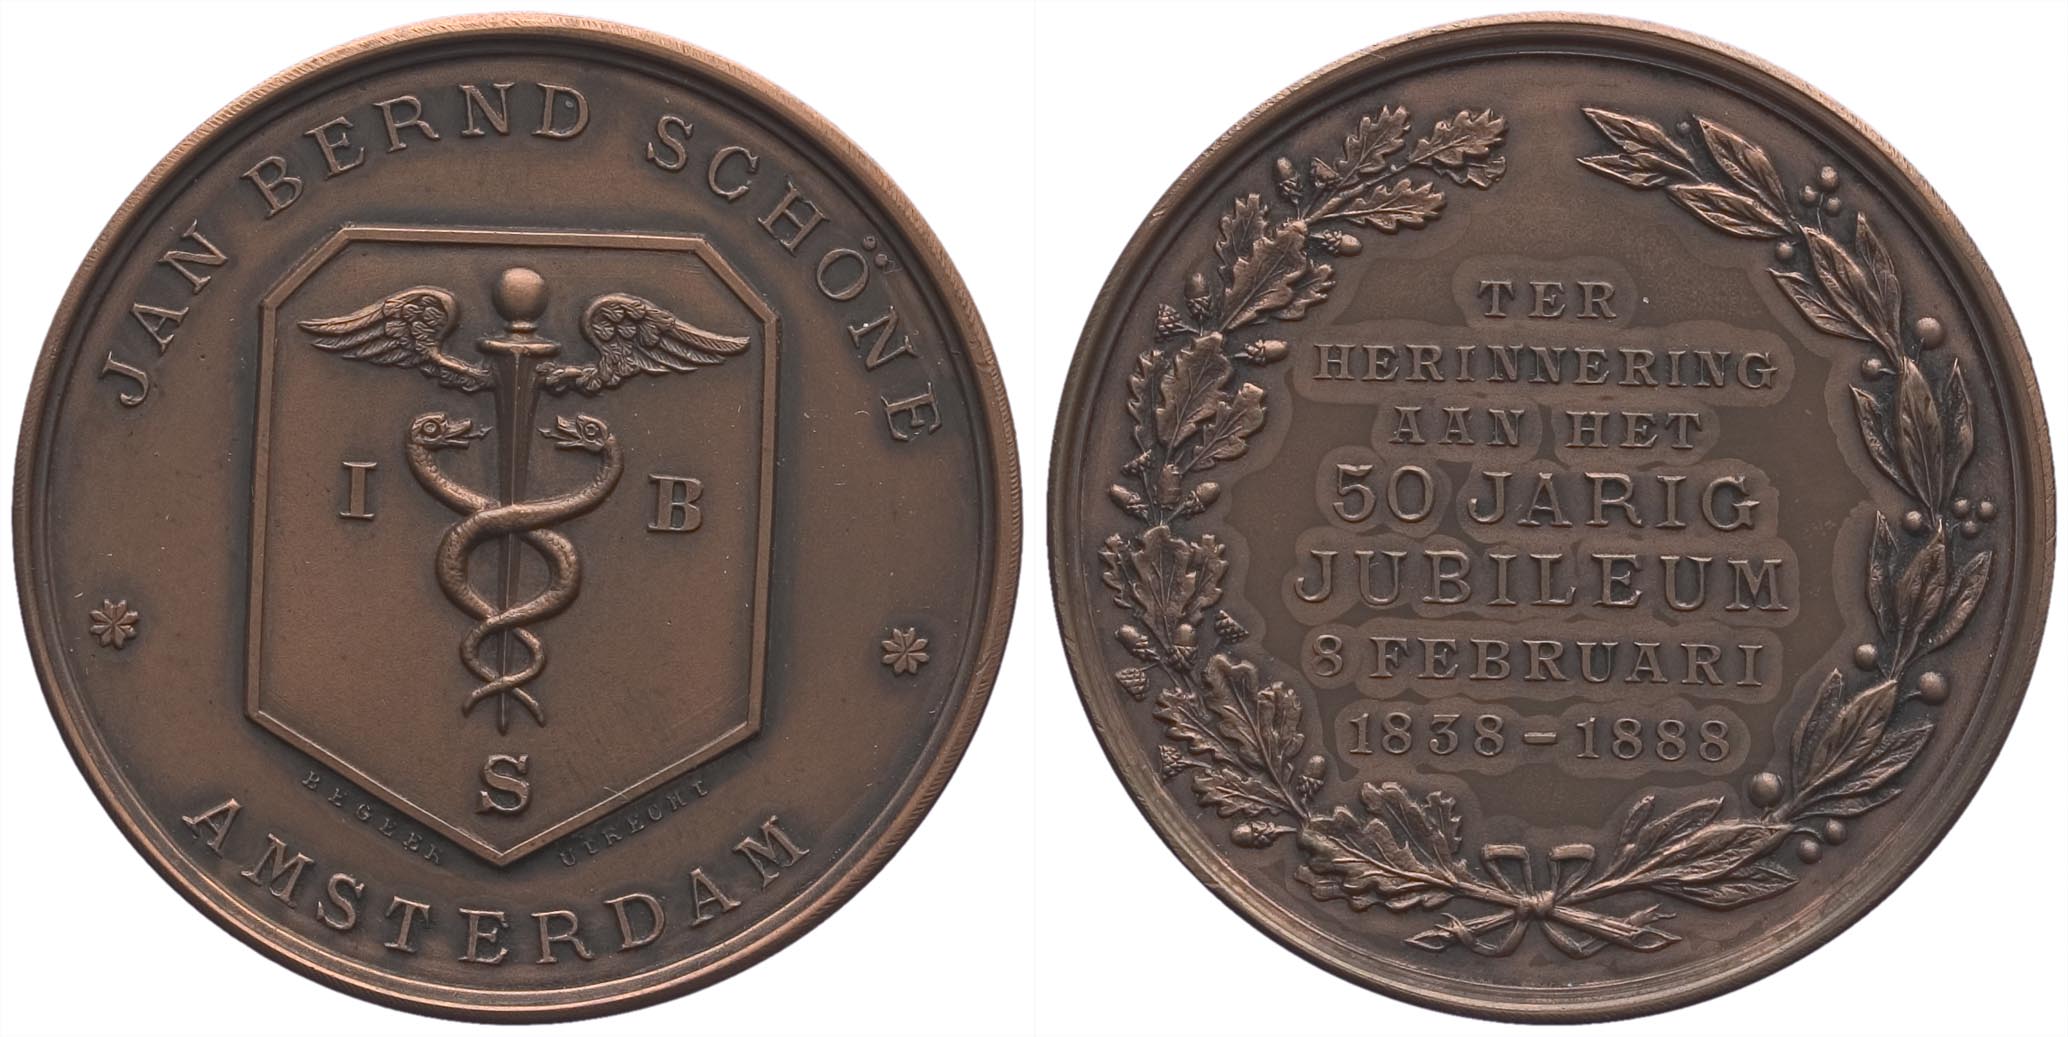 JAN BERND SCHÖNE
I B
S
BEGEER UTRECHT
AMSTERDAM
TER
HERINNERING
AAN HET
50 JARIG
JUBILEUM
8 FEBRUARI
1838-1888